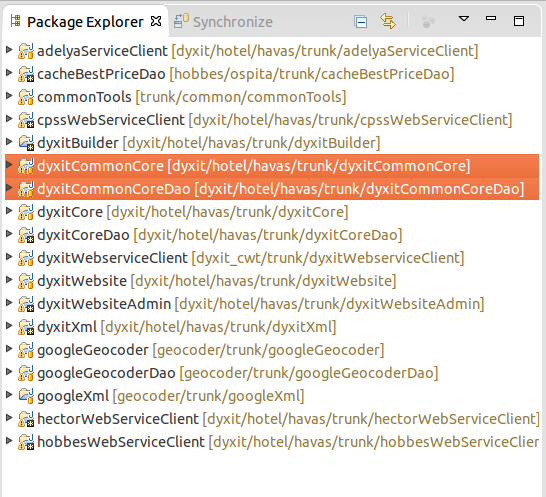 Package Explorer Synchronize
adelyaServiceClient [dyxit/hotel/havas/trunk/adelyaServiceClient]
cacheBestPriceDao [hobbes/ospita/trunk/cacheBestPriceDao]
commonTools [trunk/common/commonTools]
cpssWebServiceClient [dyxit/hotel/havas/trunk/cpssWebServiceClient]
dyxitBuilder [dyxit/hotel/havas/trunk/dyxitBuilder]
dyxitCommonCore [dyxit/hotel/havas/trunk/dyxitCommonCore]
dyxitCommonCoreDao [dyxit/hotel/havas/trunk/dyxitCommonCoreDao]
dyxitCore [dyxit/hotel/havas/trunk/dyxitCore]
dyxitCoreDao [dyxit/hotel/havas/trunk/dyxitCoreDao]
dyxitWebserviceClient [dyxit_cwt/trunk/dyxitWebserviceClient]
dyxitWebsite [dyxit/hotel/havas/trunk/dyxitWebsite]
dyxitWebsiteAdmin [dyxit/hotel/havas/trunk/dyxitWebsiteAdmin]
dyxitXml [dyxit/hotel/havas/trunk/dyxitXml]
googleGeocoder [geocoder/trunk/googleGeocoder]
googleGeocoderDao [geocoder/trunk/googleGeocoderDao]
googleXml [geocoder/trunk/googleXml]
hectorWebServiceClient [dyxit/hotel/havas/trunk/hectorWebServiceClient]
hobbesWebServiceClient [dyxit/hotel/havas/trunk/hobbesWebServiceClien